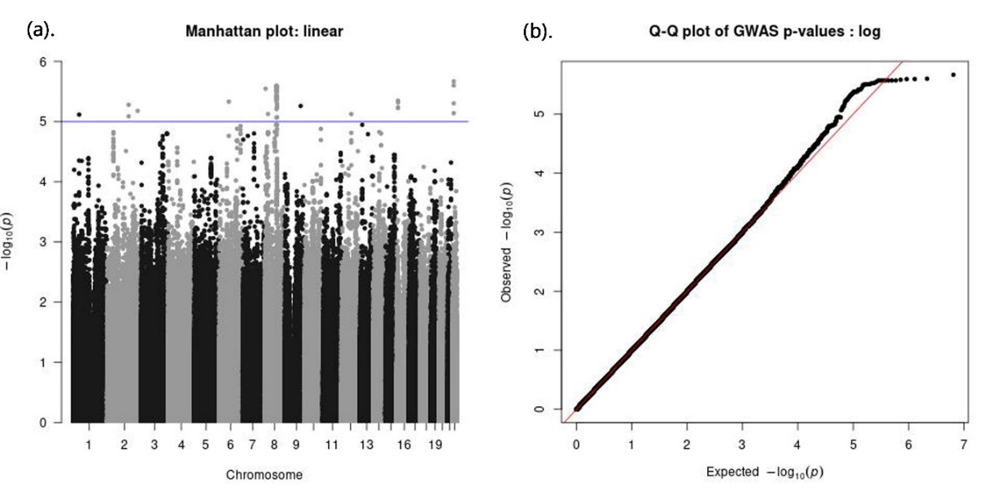 (a).
Manhattan plot: linear
6
5
4
3
2
1
0
−log10(p)
1 2 3 4 5 6 7 8 9 11 13 16 19
Chromosome
(b).
Q-Q plot of GWAS p-values : log
5
4
3
2
1
0
Observed −log10(p)
0 1 2 3 4 5 6 7
Expected −log10(p)